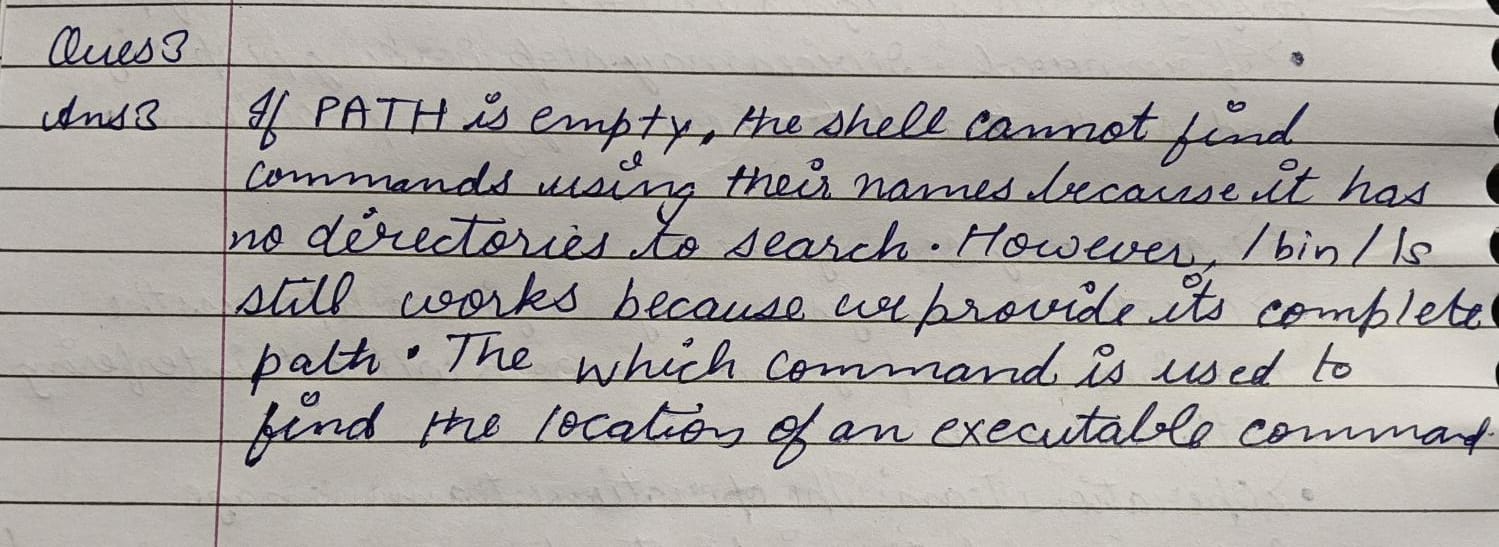 Ques3
Ans3 If PATH is empty, the shell cannot find
commands using their names because it has
no directories to search. However, /bin/ls
still works because we provide its complete
path. The which command is used to
find the location of an executable command.